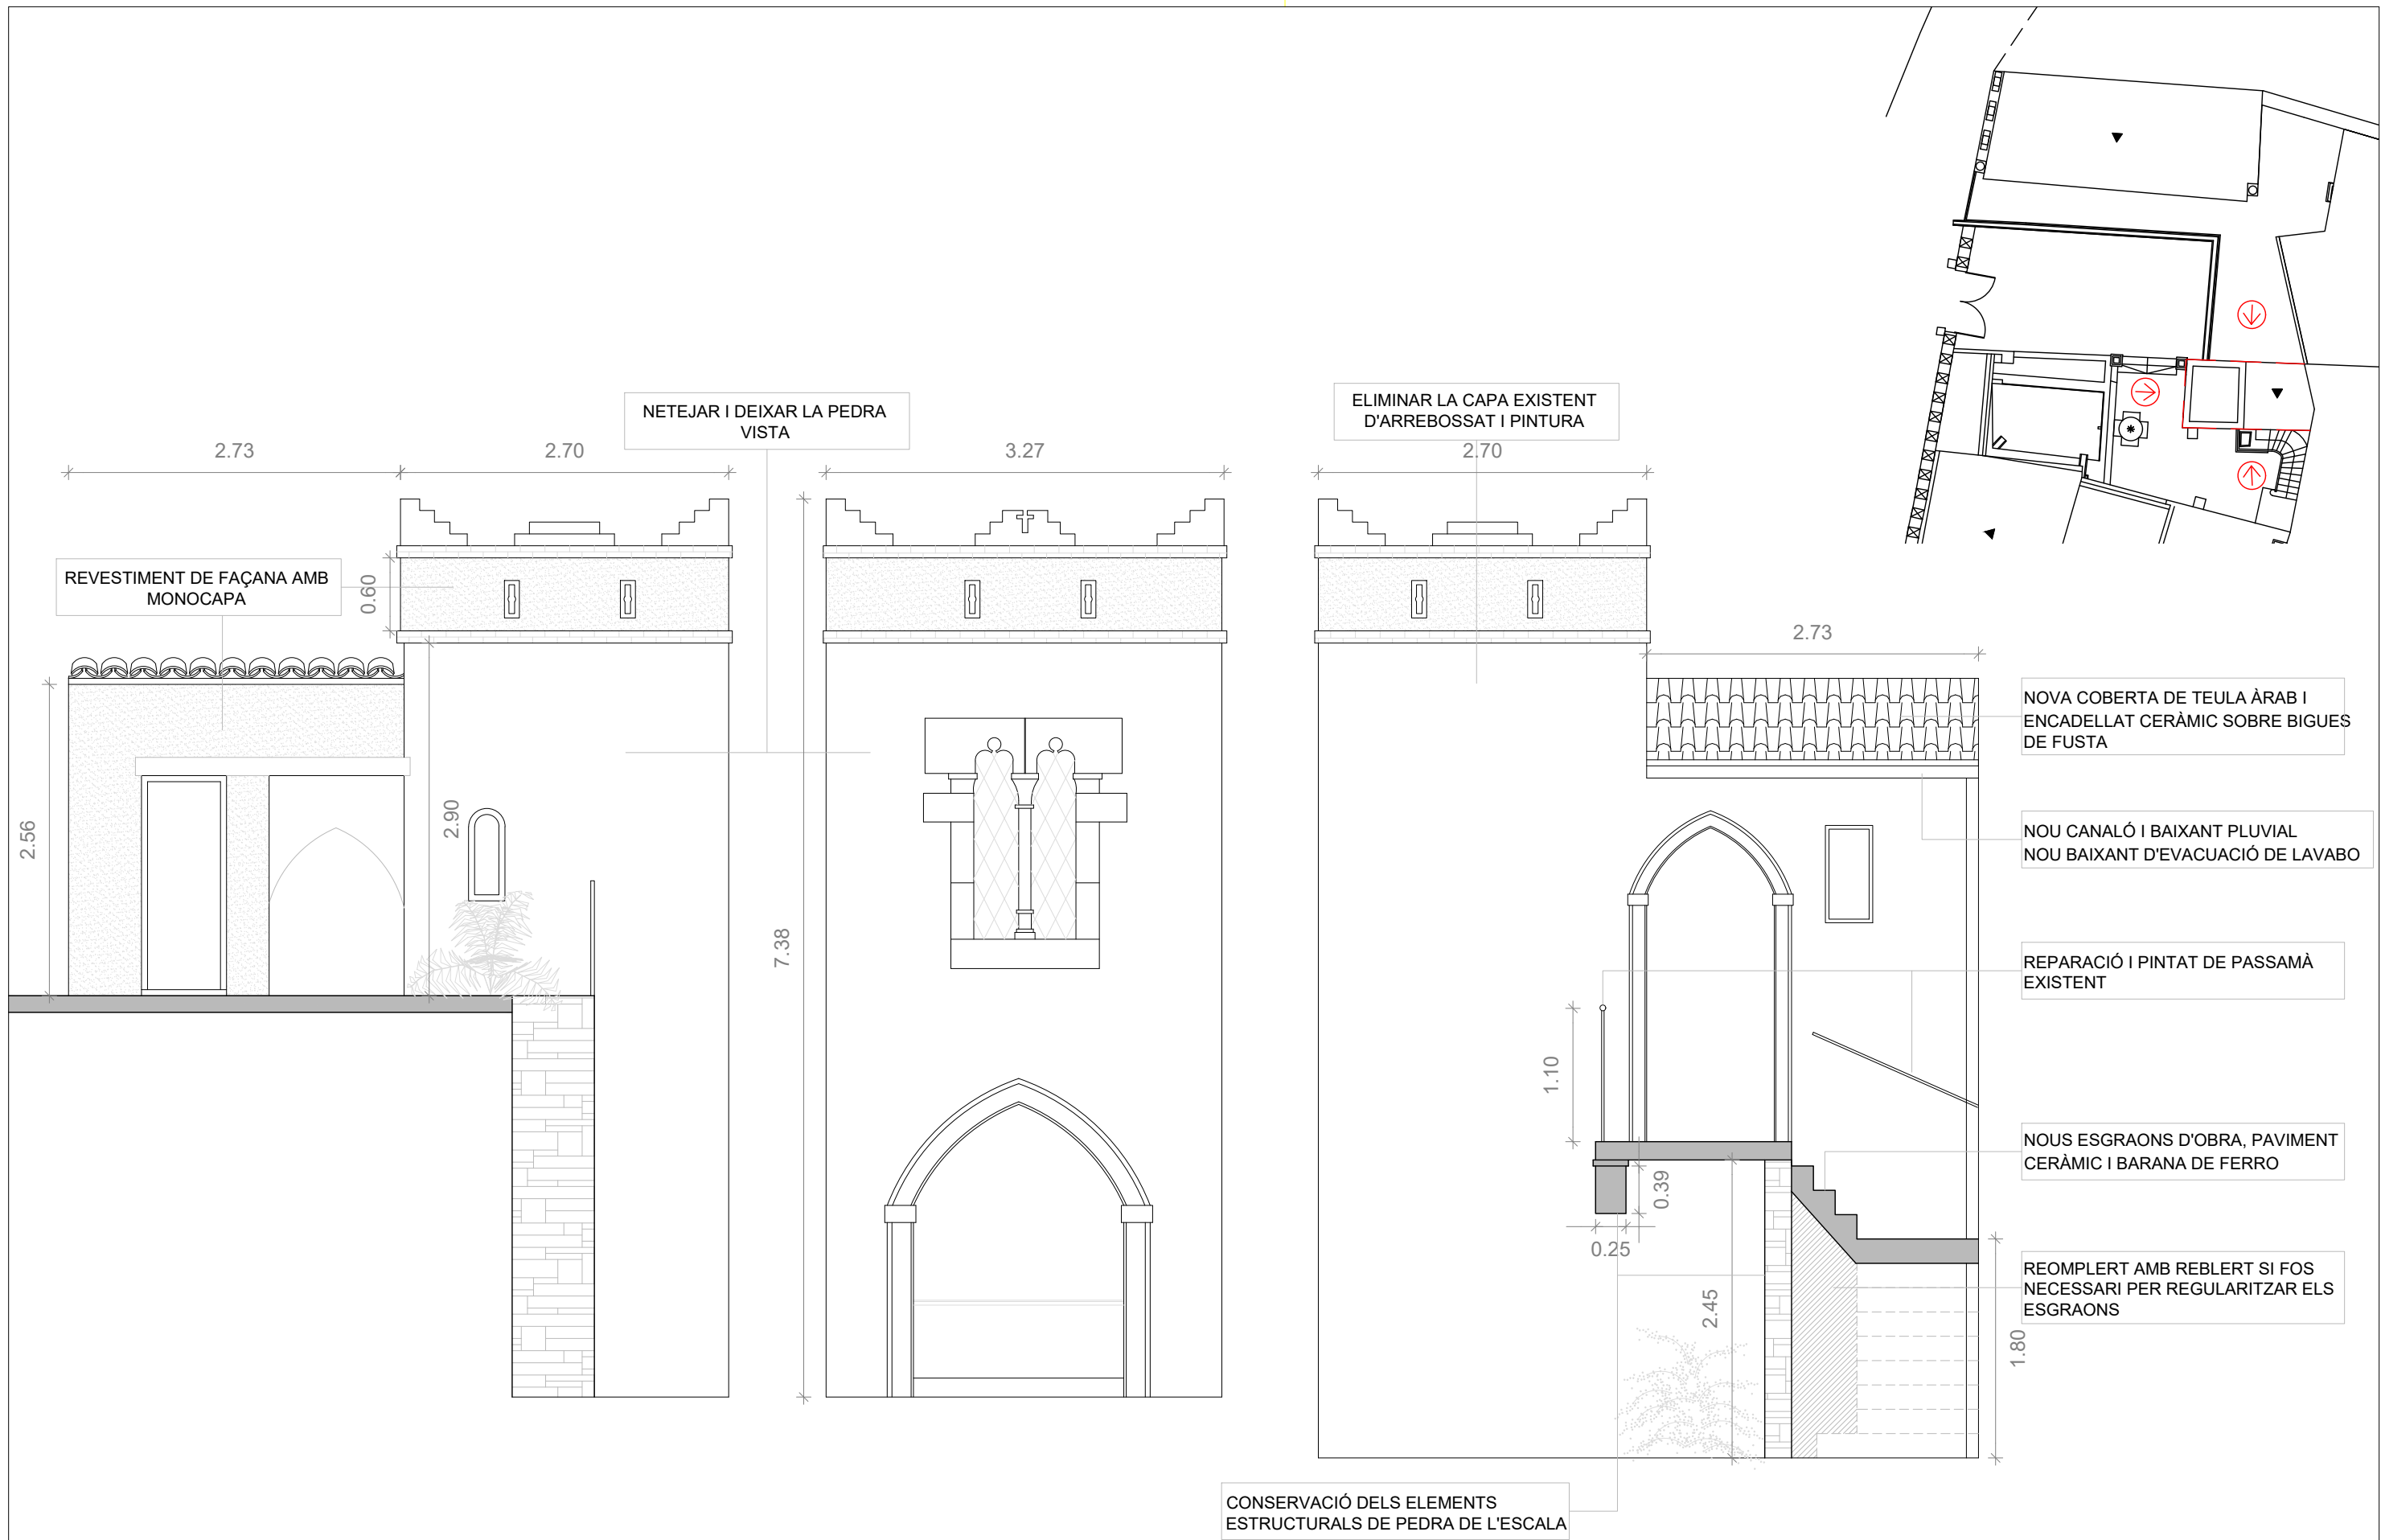 NETEJAR I DEIXAR LA PEDRA
VISTA
ELIMINAR LA CAPA EXISTENT
D'ARREBOSSAT I PINTURA
2.73
2.70
3.27
2.70
REVESTIMENT DE FAÇANA AMB
MONOCAPA
0.60
2.73
NOVA COBERTA DE TEULA ÀRAB I
ENCADELLAT CERÀMIC SOBRE BIGUES
DE FUSTA
2.56
2.90
NOU CANALÓ I BAIXANT PLUVIAL
NOU BAIXANT D'EVACUACIÓ DE LAVABO
7.38
REPARACIÓ I PINTAT DE PASSAMÀ
EXISTENT
1.10
NOUS ESGRAONS D'OBRA, PAVIMENT
CERÀMIC I BARANA DE FERRO
0.39
0.25
REOMPLERT AMB REBLERT SI FOS
NECESSARI PER REGULARITZAR ELS
ESGRAONS
2.45
1.80
CONSERVACIÓ DELS ELEMENTS
ESTRUCTURALS DE PEDRA DE L'ESCALA